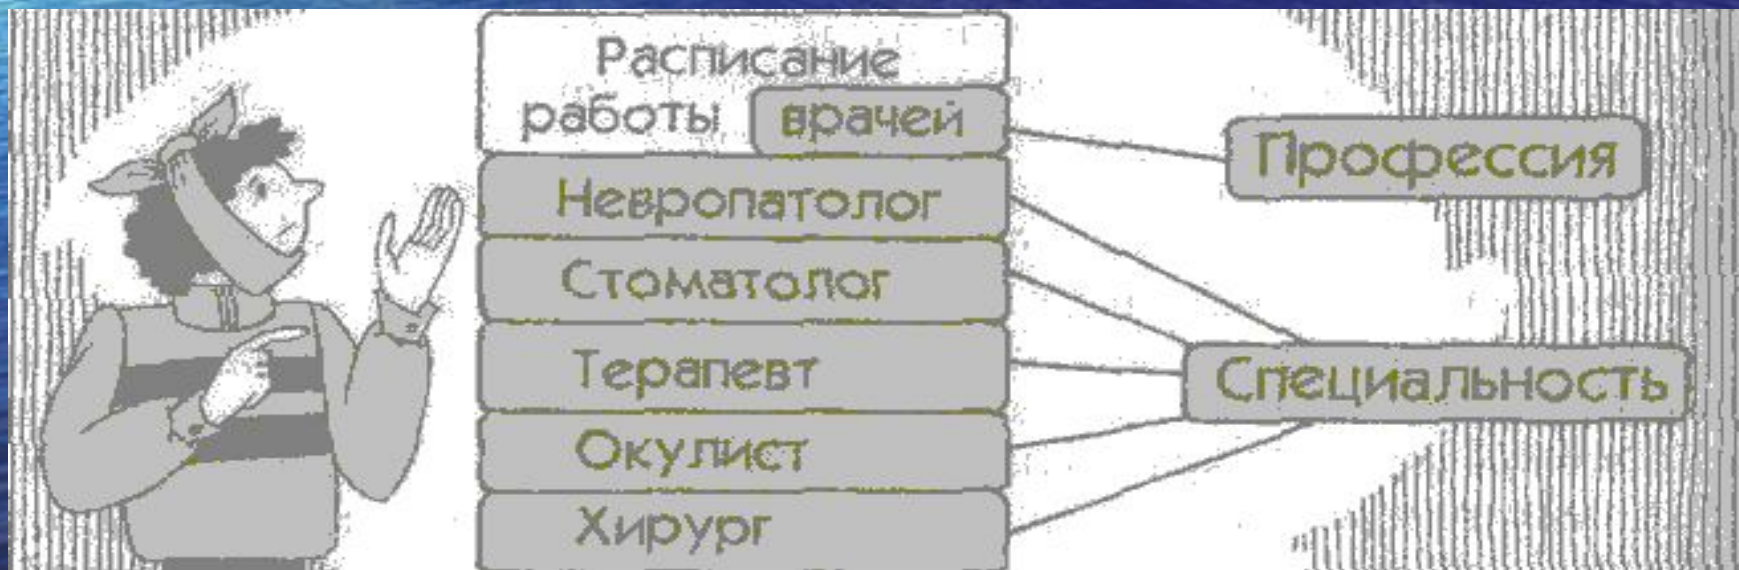 Расписание
работы врачей
Профессия
Невропатолог
Стоматолог
Терапевт
Специальность
Окулист
Хирург